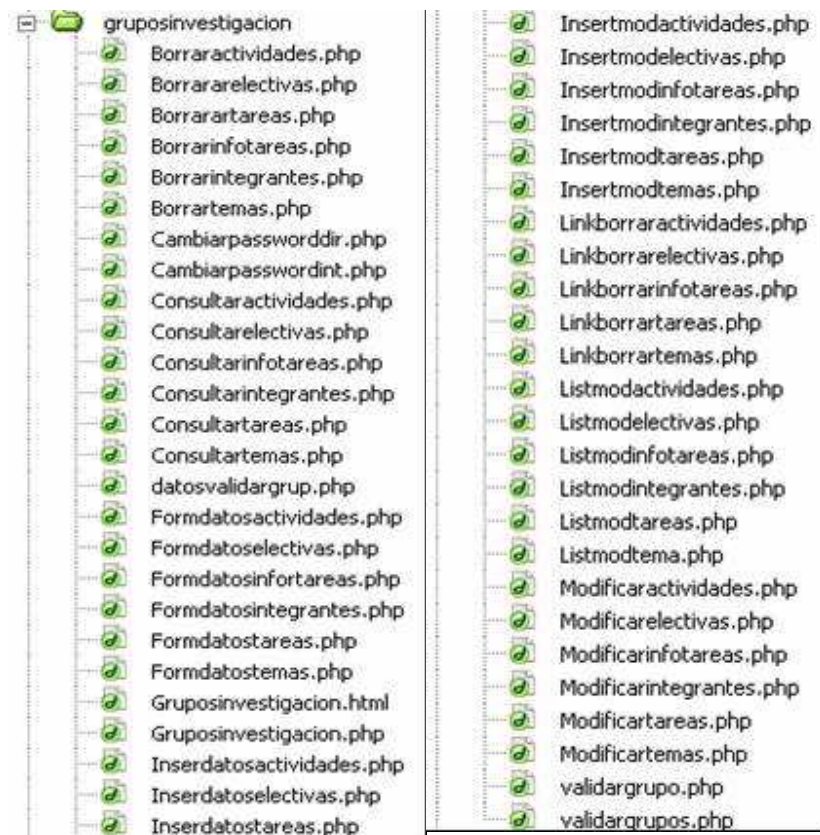 gruposinvestigacion
Borraractividades.php
Borrararelectivas.php
Borrarartareas.php
Borrarinfotareas.php
Borrarintegrantes.php
Borrartemas.php
Cambiarpassworddir.php
Cambiarpasswordint.php
Consultaractividades.php
Consultarelectivas.php
Consultarinfotareas.php
Consultarintegrantes.php
Consultartareas.php
Consultartemas.php
datosvalidargrup.php
Formdatosactividades.php
Formdatoselectivas.php
Formdatosinfortareas.php
Formdatosintegrantes.php
Formdatostareas.php
Formdatostemas.php
Gruposinvestigacion.html
Gruposinvestigacion.php
Inserdatosactividades.php
Inserdatoselectivas.php
Inserdatostareas.php
Insertmodactividades.php
Insertmodelectivas.php
Insertmodinfotareas.php
Insertmodintegrantes.php
Insertmodtareas.php
Insertmodtemas.php
Linkborraractividades.php
Linkborrarelectivas.php
Linkborrarinfotareas.php
Linkborrartareas.php
Linkborrartemas.php
Listmodactividades.php
Listmodelectivas.php
Listmodinfotareas.php
Listmodintegrantes.php
Listmodtareas.php
Listmodtema.php
Modificaractividades.php
Modificarelectivas.php
Modificarinfotareas.php
Modificarintegrantes.php
Modificartareas.php
Modificartemas.php
validargrupo.php
validargrupos.php